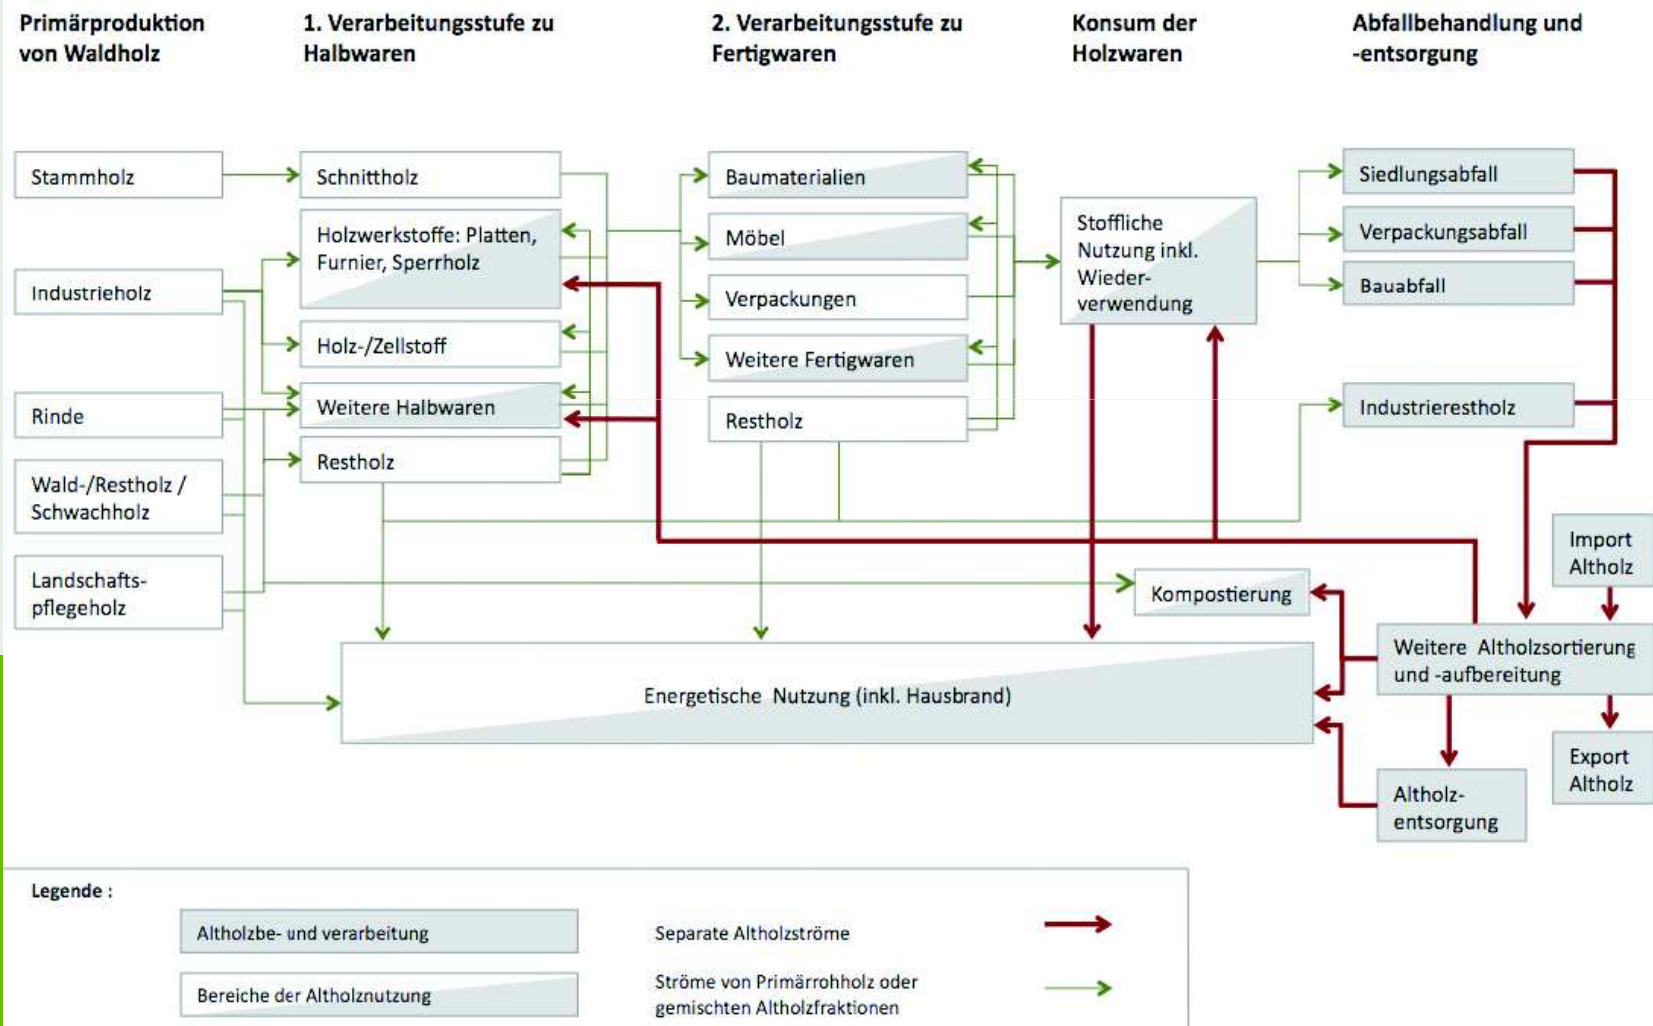 Primärproduktion
von Waldholz
1. Verarbeitungsstufe zu
Halbwaren
2. Verarbeitungsstufe zu
Fertigwaren
Konsum der
Holzwaren
Abfallbehandlung und
-entsorgung
Stammholz
Industrieholz
Rinde
Wald-/Restholz /
Schwachholz
Landschafts-
pflegeholz
Schnittholz
Holzwerkstoffe: Platten,
Furnier, Sperrholz
Holz-/Zellstoff
Weitere Halbwaren
Restholz
Baumaterialien
Möbel
Verpackungen
Weitere Fertigwaren
Restholz
Stoffliche
Nutzung inkl.
Wieder-
verwendung
Siedlungsabfall
Verpackungsabfall
Bauabfall
Industrierestholz
Import
Altholz
Kompostierung
Weitere Altholzsortierung
und -aufbereitung
Energetische Nutzung (inkl. Hausbrand)
Export
Altholz
Altholz-
entsorgung
Legende :
Altholzbe- und verarbeitung
Separate Altholzströme
Bereiche der Altholznutzung
Ströme von Primärrohholz oder
gemischten Altholzfraktionen